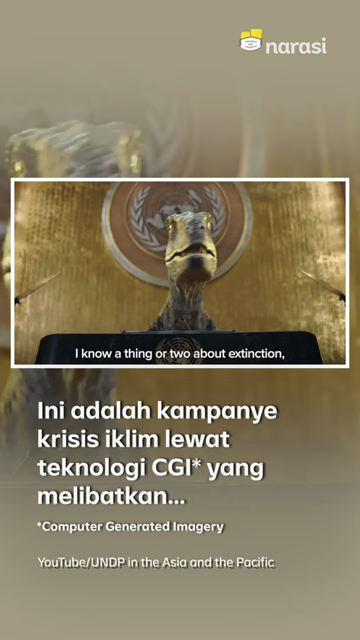 narasi
I know a thing or two about extinction,
Ini adalah kampanye
krisis iklim lewat
teknologi CGI* yang
melibatkan...
*Computer Generated Imagery
YouTube/UNDP in the Asia and the Pacific